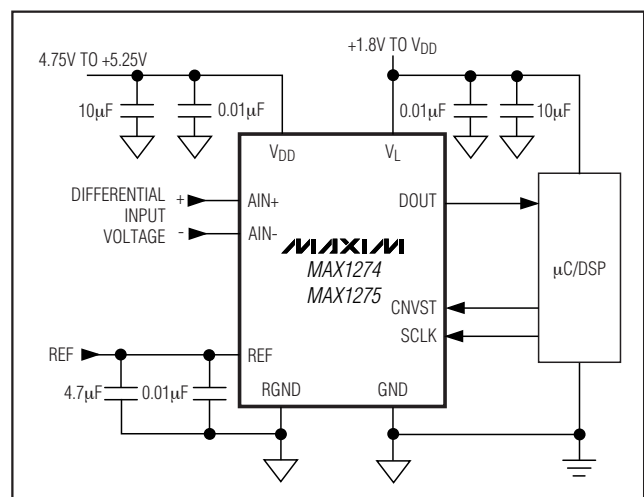 4.75V TO +5.25V
+1.8V TO VDD
10µF
0.01µF
0.01µF
10µF
VDD
VL
DIFFERENTIAL
INPUT
VOLTAGE
+
-
AIN+
AIN-
DOUT
MAXIM
MAX1274
MAX1275
µC/DSP
CNVST
SCLK
REF
REF
4.7µF
0.01µF
RGND
GND